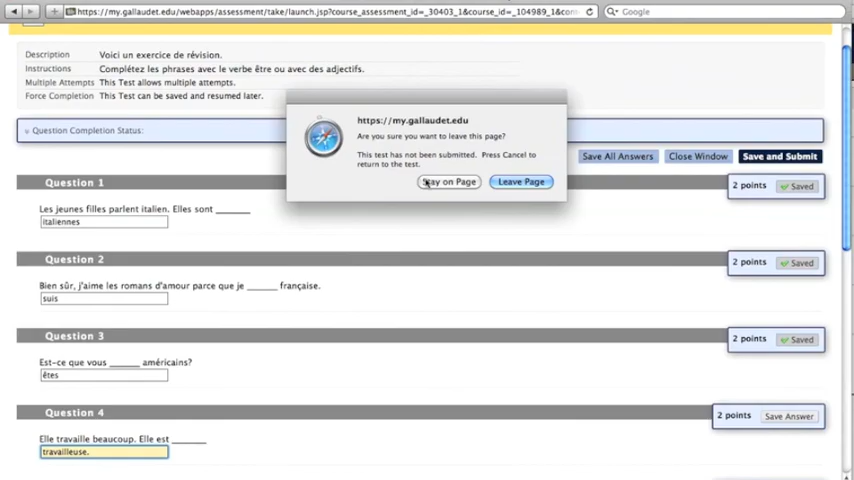 https://my.gallaudet.edu/webapps/assessment/take/launch.jsp?course_assessment_id=_30403_1&course_id=_104989_1&con
Google
Description Voici un exercice de révision.
Instructions Complétez les phrases avec le verbe être ou avec des adjectifs.
Multiple Attempts This Test allows multiple attempts.
Force Completion This Test can be saved and resumed later.
https://my.gallaudet.edu
Are you sure you want to leave this page?
This test has not been submitted. Press Cancel to
return to the test.
Stay on Page Leave Page
Question Completion Status:
Save All Answers Close Window Save and Submit
Question 1 2 points Saved
Les jeunes filles parlent italien. Elles sont ______
italiennes
Question 2 2 points Saved
Bien sûr, j'aime les romans d'amour parce que je ______ française.
suis
Question 3 2 points Saved
Est-ce que vous ______ américains?
êtes
Question 4 2 points Save Answer
Elle travaille beaucoup. Elle est ______
travailleuse.